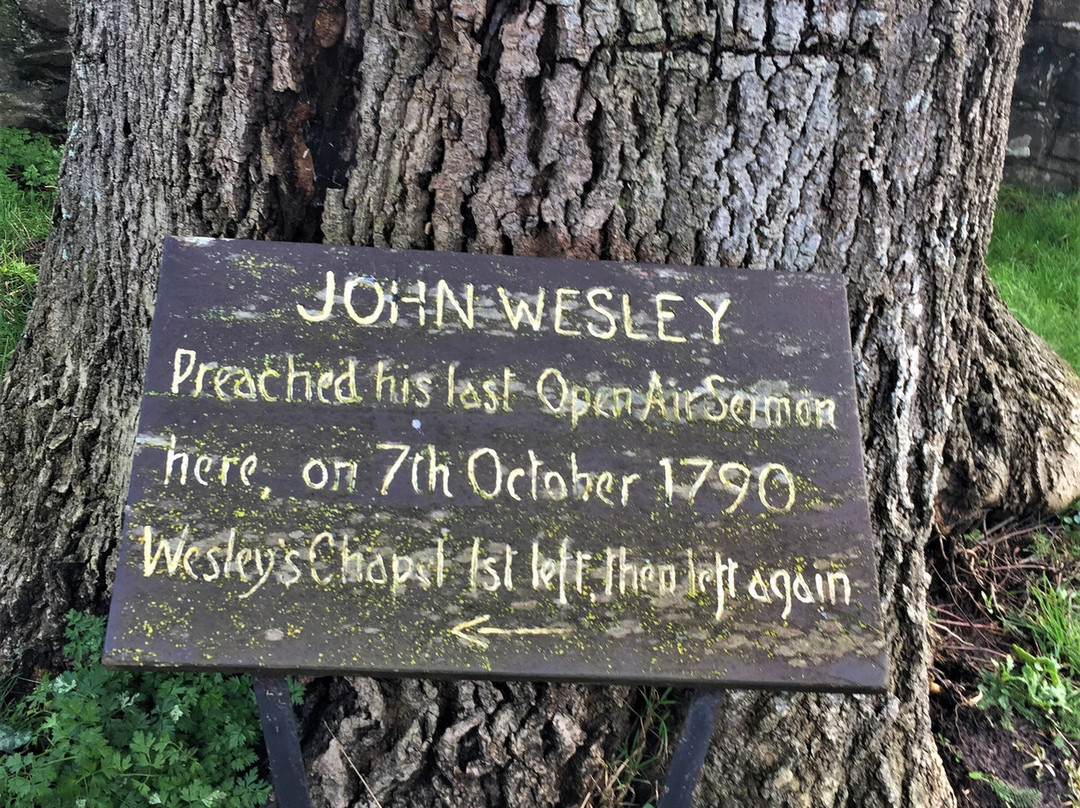 JOHN WESLEY
Preached his last Open Air Sermon
here, on 7th October 1790
Wesley's Chapel 1st left, then left again